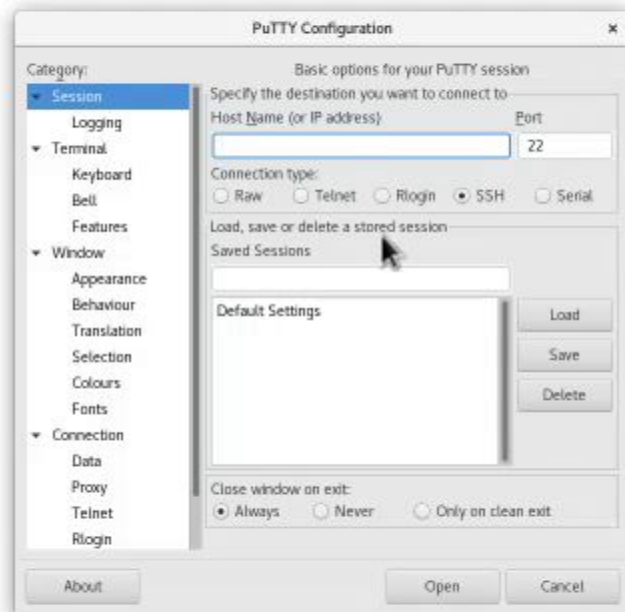 PuTTY Configuration
Category:
Session
Logging
Terminal
Keyboard
Bell
Features
Window
Appearance
Behaviour
Translation
Selection
Colours
Fonts
Connection
Data
Proxy
Telnet
Rlogin
Basic options for your PuTTY session
Specify the destination you want to connect to
Host Name (or IP address) Port
22
Connection type:
Raw Telnet Rlogin SSH Serial
Load, save or delete a stored session
Saved Sessions
Default Settings
Load
Save
Delete
Close window on exit:
Always Never Only on clean exit
About Open Cancel